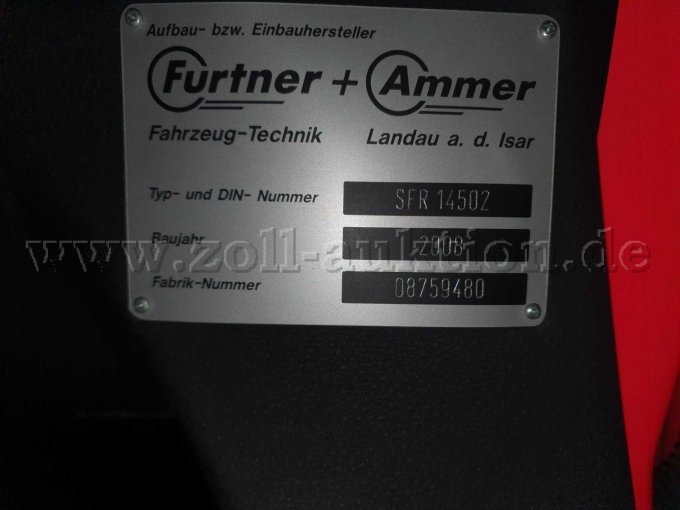 Aufbau- bzw. Einbauhersteller
Furtner + Ammer
Fahrzeug-Technik Landau a. d. Isar
Typ- und DIN- Nummer SFR 14502
Baujahr 2008
www.zoll-auktion.de
Fabrik-Nummer 08759480